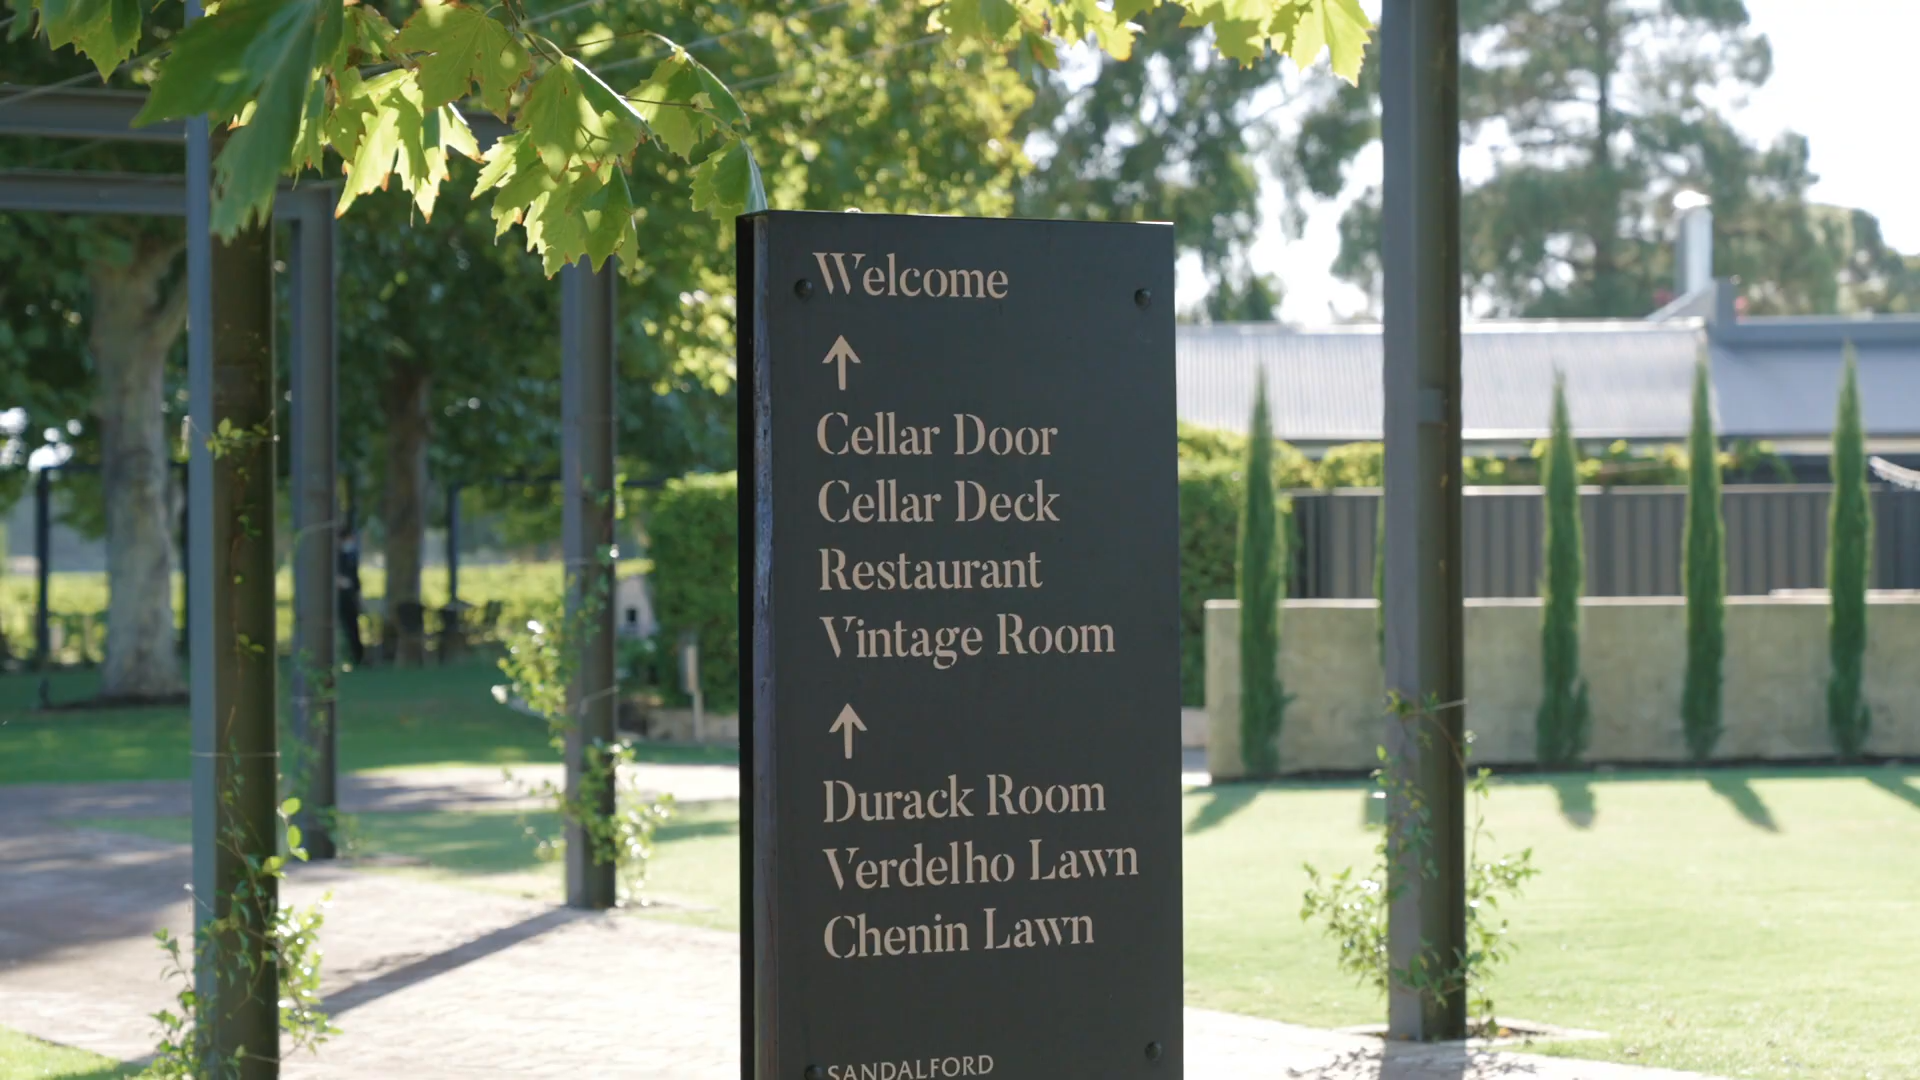 Welcome
↑
Cellar Door
Cellar Deck
Restaurant
Vintage Room
↑
Durack Room
Verdelho Lawn
Chenin Lawn
SANDALFORD